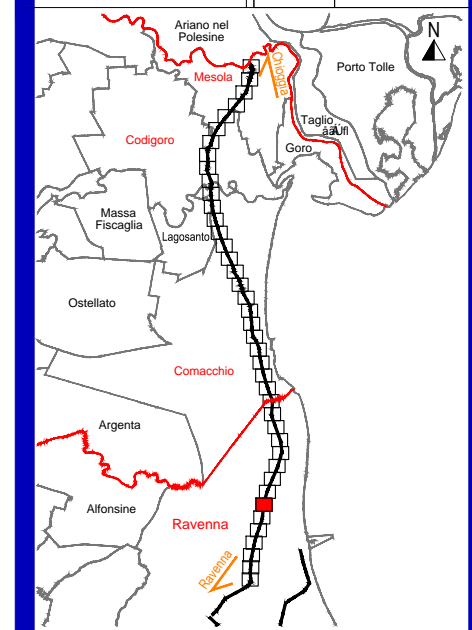 Ariano nel
Polesine
N
Mesola
Chioggia
Porto Tolle
Taglio
Codigoro
Goro
Massa
Fiscaglia
Lagosanto
Ostellato
Comacchio
Argenta
Alfonsine
Ravenna
Ravenna